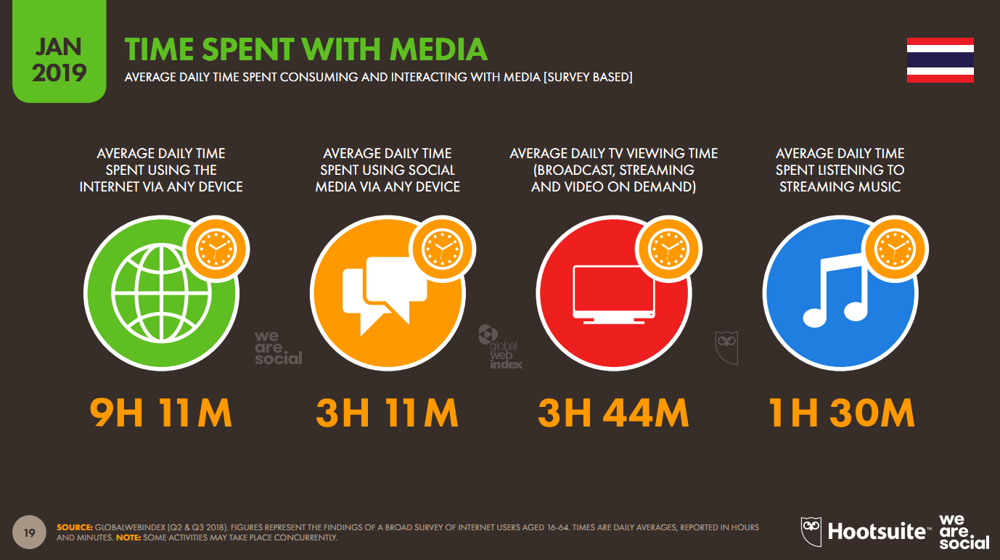 JAN
2019
TIME SPENT WITH MEDIA
AVERAGE DAILY TIME SPENT CONSUMING AND INTERACTING WITH MEDIA [SURVEY BASED]
AVERAGE DAILY TIME
SPENT USING THE
INTERNET VIA ANY DEVICE
AVERAGE DAILY TIME
SPENT USING SOCIAL
MEDIA VIA ANY DEVICE
AVERAGE DAILY TV VIEWING TIME
(BROADCAST, STREAMING
AND VIDEO ON DEMAND)
AVERAGE DAILY TIME
SPENT LISTENING TO
STREAMING MUSIC
we
are
social
global
web
index
9H 11M
3H 11M
3H 44M
1H 30M
19
SOURCE: GLOBALWEBINDEX (Q2 & Q3 2018). FIGURES REPRESENT THE FINDINGS OF A BROAD SURVEY OF INTERNET USERS AGED 16-64. TIMES ARE DAILY AVERAGES, REPORTED IN HOURS
AND MINUTES. NOTE: SOME ACTIVITIES MAY TAKE PLACE CONCURRENTLY.
Hootsuite™
we
are
social